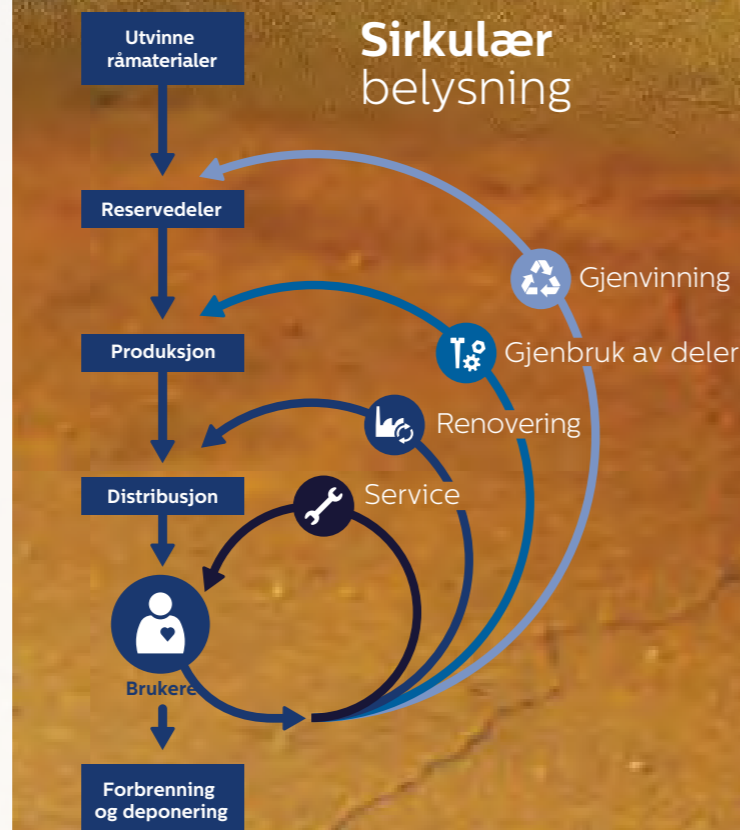 Sirkulær
belysning
Utvinne
råmaterialer
Reservedeler
Gjenvinning
Produksjon
Gjenbruk av deler
Renovering
Distribusjon
Service
Brukere
Forbrenning
og deponering